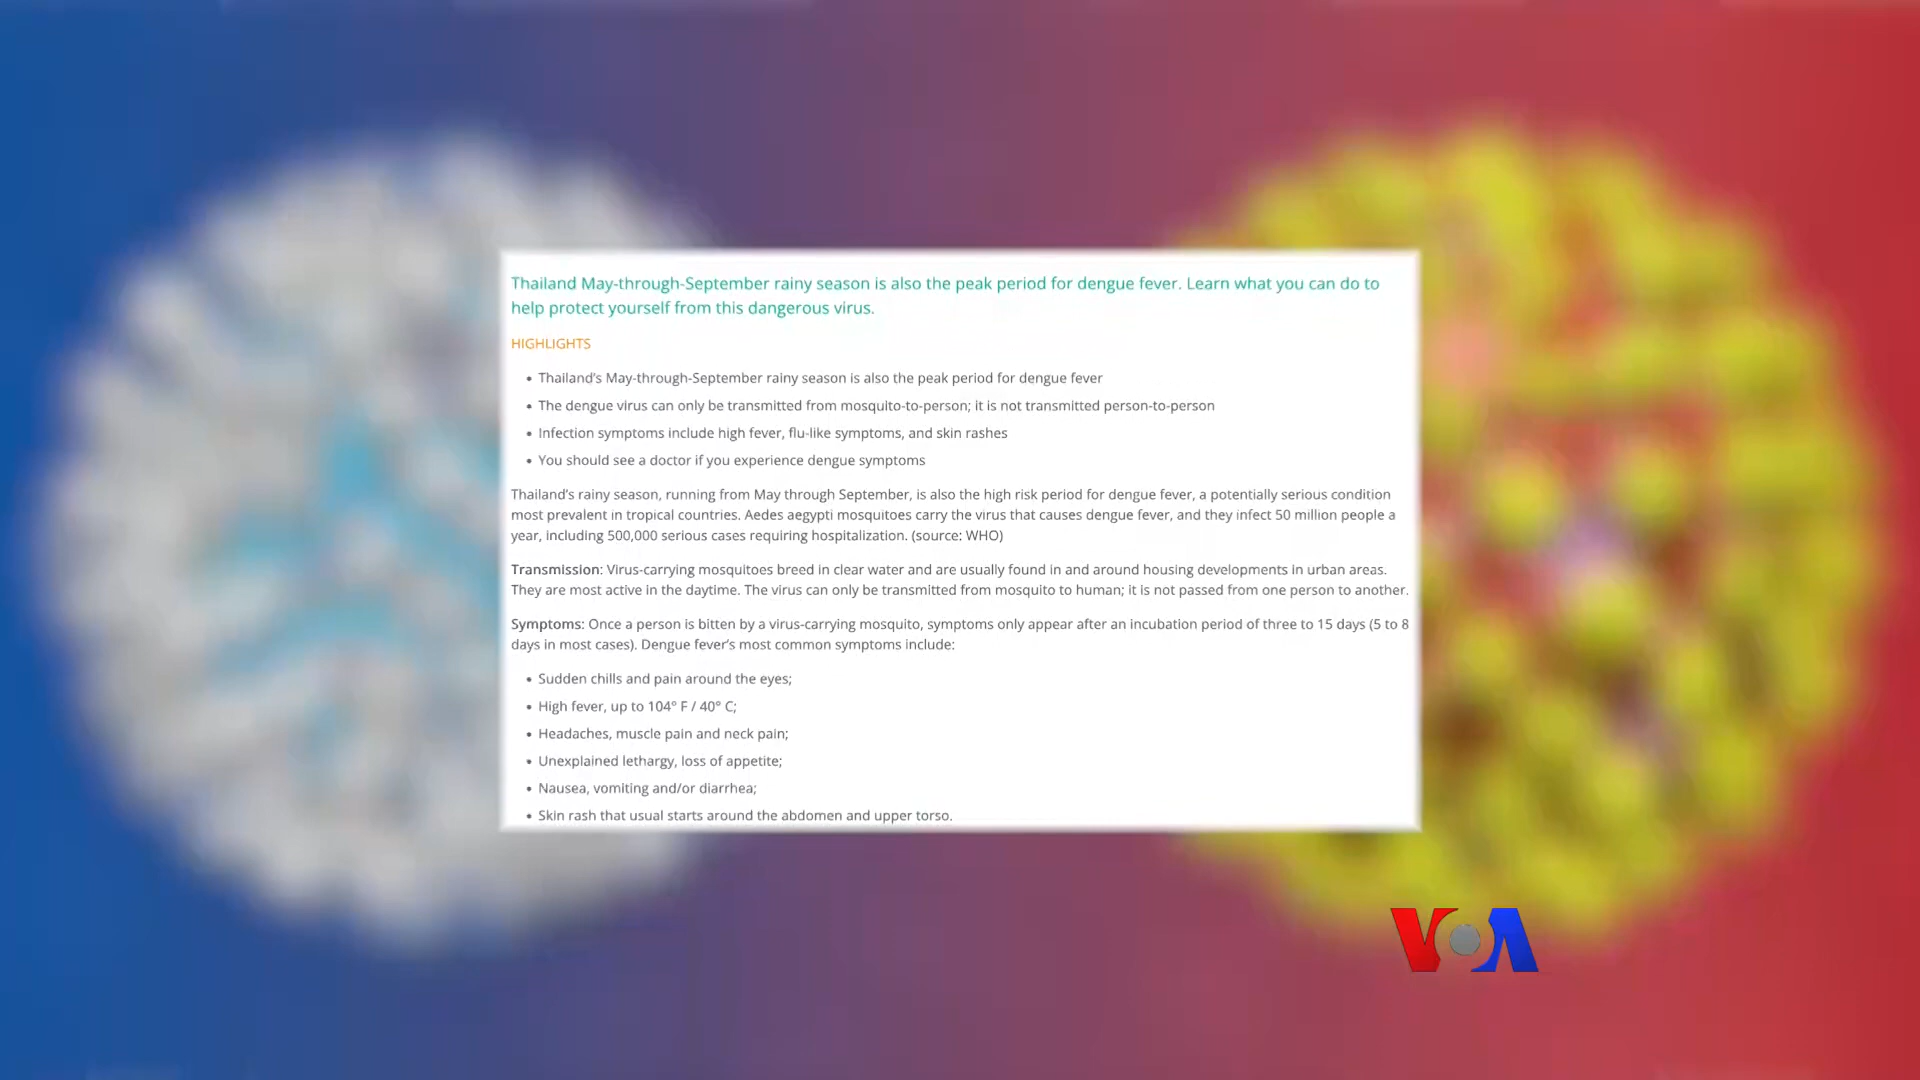 Thailand May-through-September rainy season is also the peak period for dengue fever. Learn what you can do to
help protect yourself from this dangerous virus.
HIGHLIGHTS
• Thailand's May-through-September rainy season is also the peak period for dengue fever
• The dengue virus can only be transmitted from mosquito-to-person; it is not transmitted person-to-person
• Infection symptoms include high fever, flu-like symptoms, and skin rashes
• You should see a doctor if you experience dengue symptoms
Thailand's rainy season, running from May through September, is also the high risk period for dengue fever, a potentially serious condition
most prevalent in tropical countries. Aedes aegypti mosquitoes carry the virus that causes dengue fever, and they infect 50 million people a
year, including 500,000 serious cases requiring hospitalization. (source: WHO)
Transmission: Virus-carrying mosquitoes breed in clear water and are usually found in and around housing developments in urban areas.
They are most active in the daytime. The virus can only be transmitted from mosquito to human; it is not passed from one person to another.
Symptoms: Once a person is bitten by a virus-carrying mosquito, symptoms only appear after an incubation period of three to 15 days (5 to 8
days in most cases). Dengue fever's most common symptoms include:
• Sudden chills and pain around the eyes;
• High fever, up to 104° F / 40° C;
• Headaches, muscle pain and neck pain;
• Unexplained lethargy, loss of appetite;
• Nausea, vomiting and/or diarrhea;
• Skin rash that usual starts around the abdomen and upper torso.
VOA